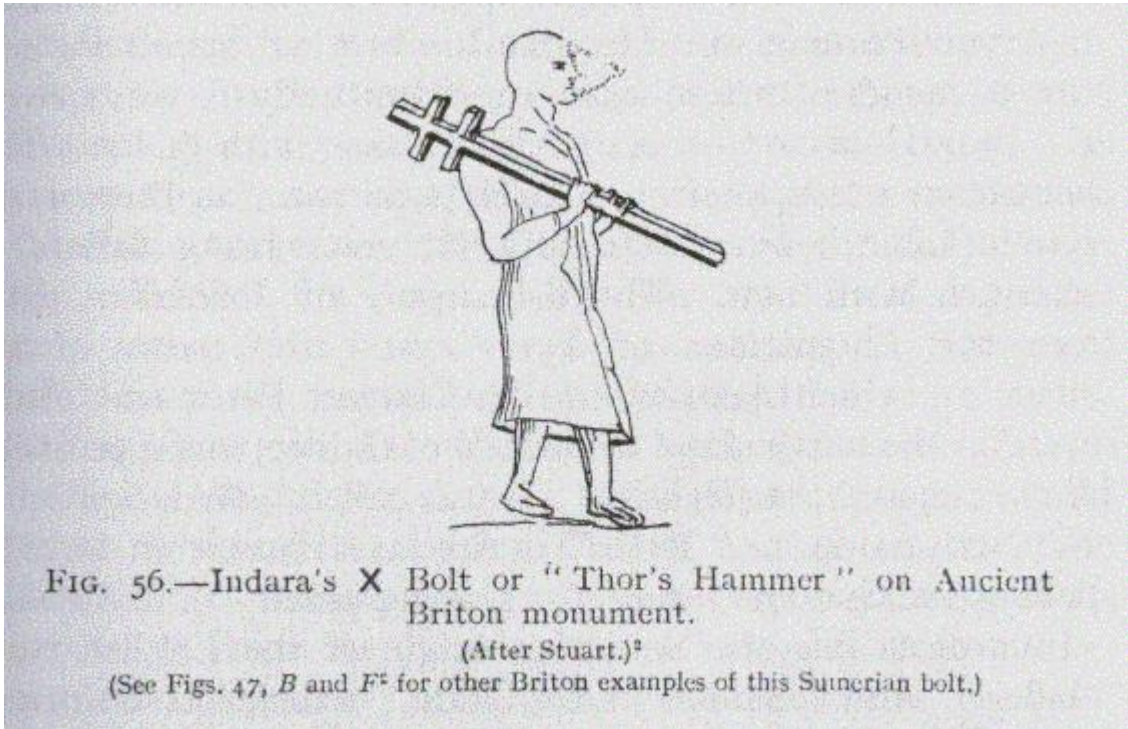 FIG. 56.—Indara's X Bolt or "Thor's Hammer" on Ancient
Briton monument.
(After Stuart.)²
(See Figs. 47, B and F² for other Briton examples of this Sumerian bolt.)